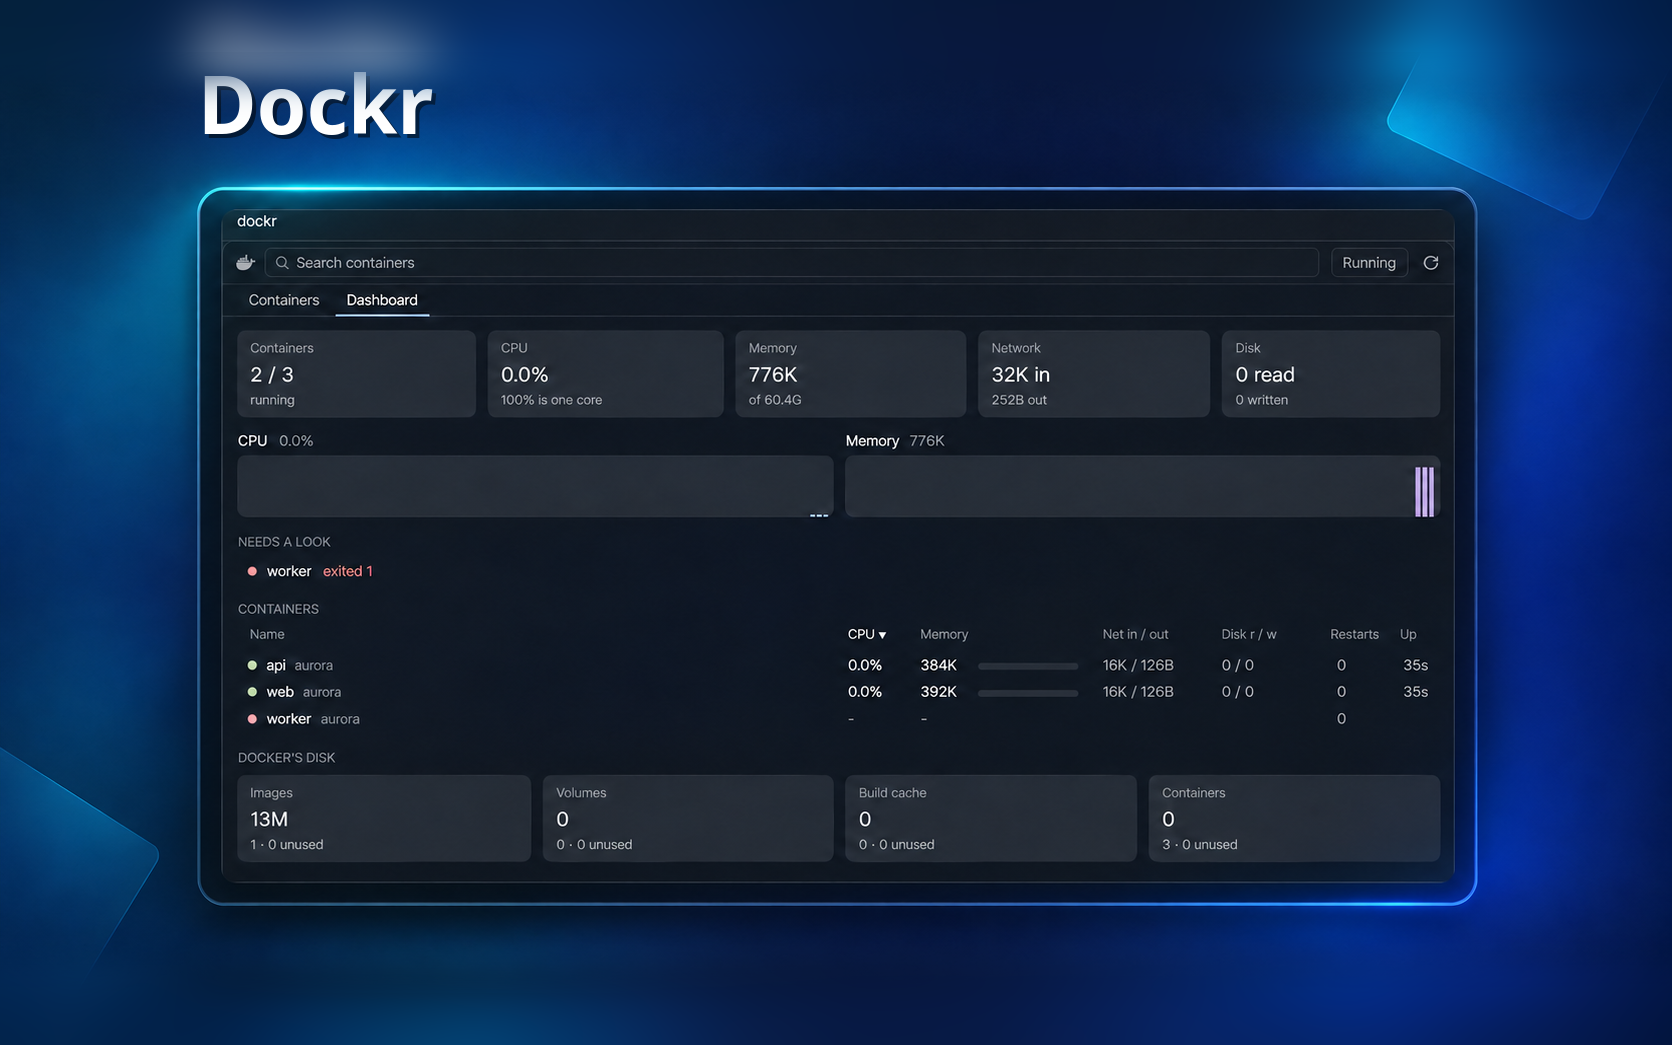 Dockr
dockr
Search containers
Running
Containers Dashboard
Containers
2 / 3
running
CPU
0.0%
100% is one core
Memory
776K
of 60.4G
Network
32K in
252B out
Disk
0 read
0 written
CPU 0.0%
Memory 776K
NEEDS A LOOK
worker exited 1
CONTAINERS
Name CPU ▼ Memory Net in / out Disk r / w Restarts Up
api aurora 0.0% 384K 16K / 126B 0 / 0 0 35s
web aurora 0.0% 392K 16K / 126B 0 / 0 0 35s
worker aurora - - 0
DOCKER'S DISK
Images
13M
1 · 0 unused
Volumes
0
0 · 0 unused
Build cache
0
0 · 0 unused
Containers
0
3 · 0 unused